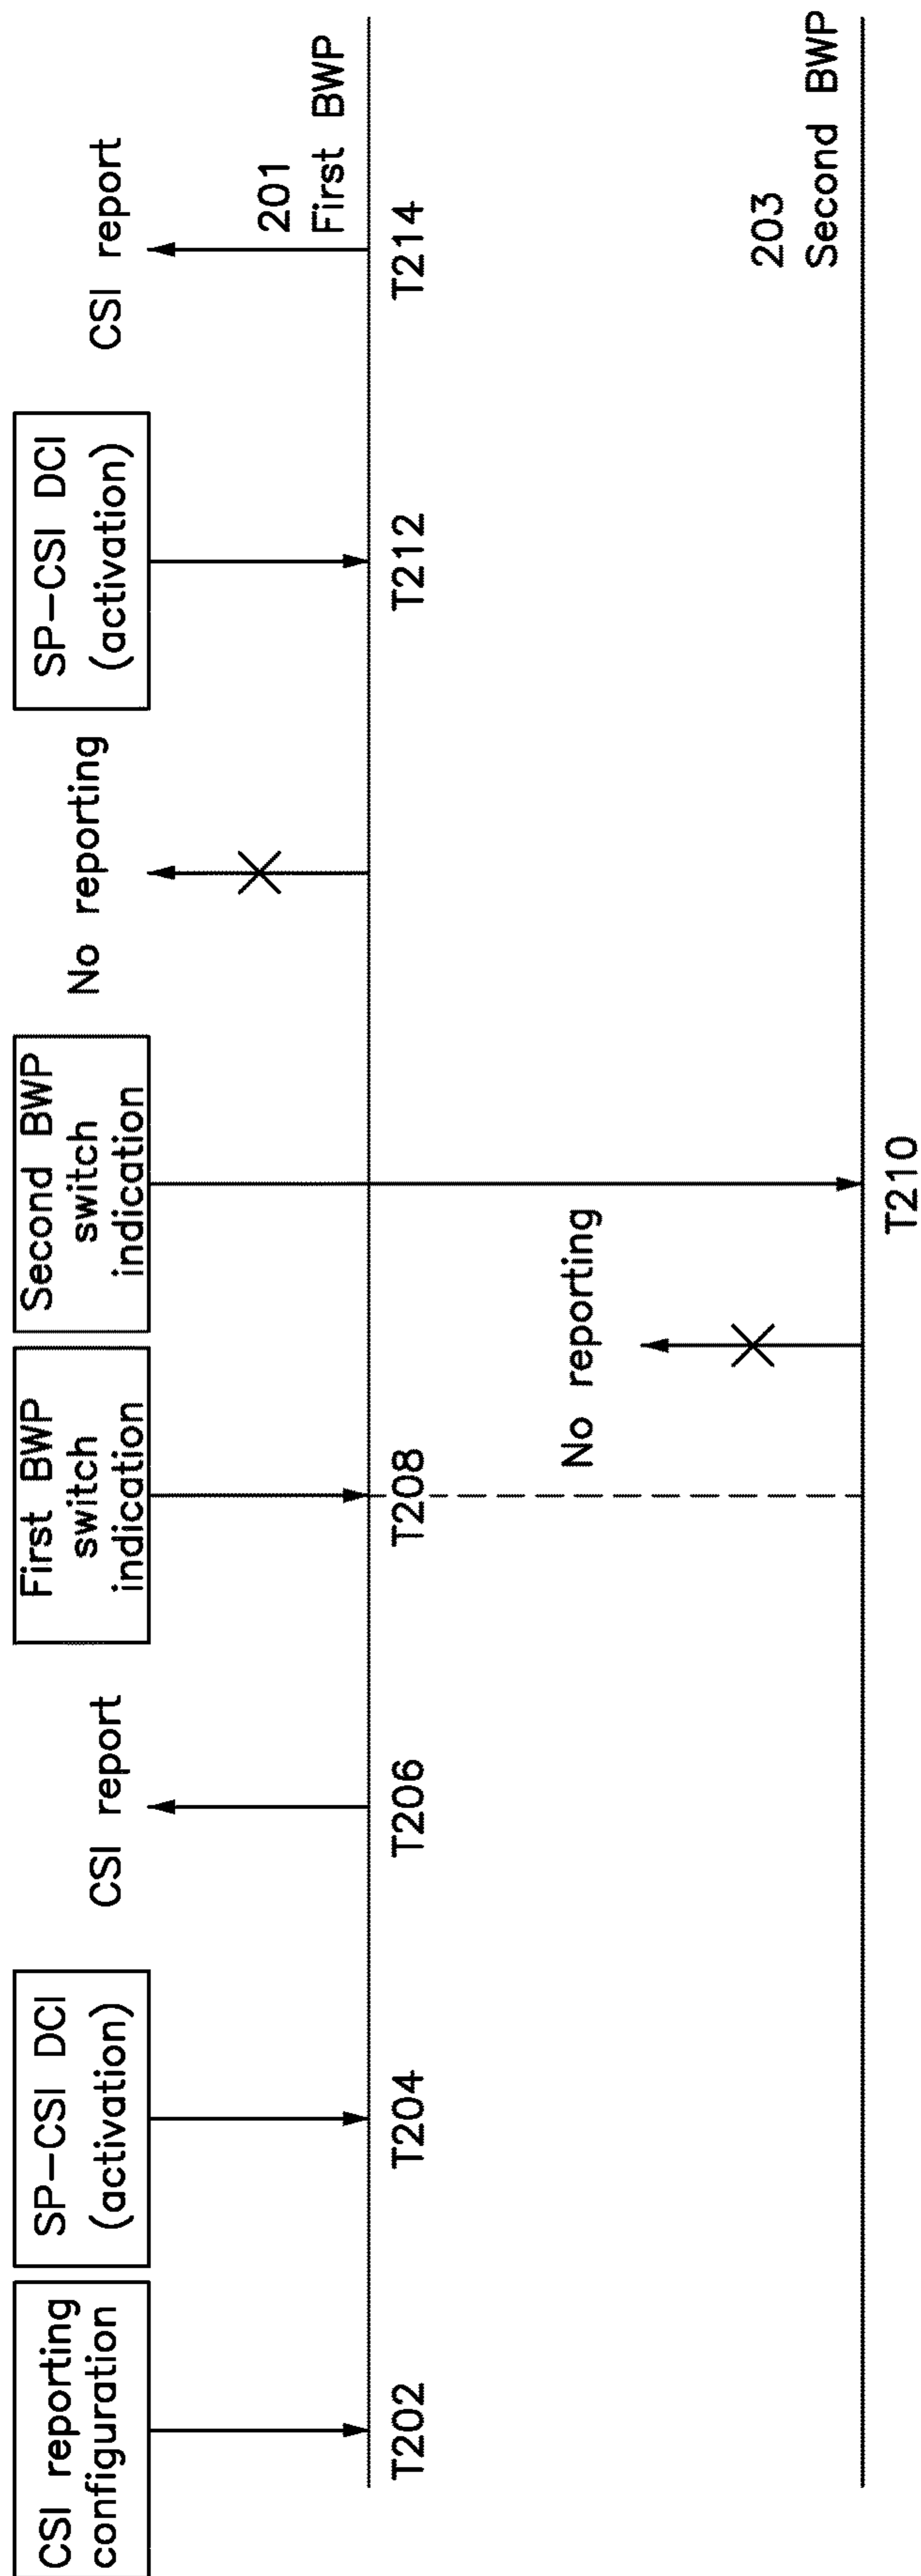 CSI reporting
configuration
SP-CSI DCI
(activation)
CSI report
First BWP
switch
indication
Second BWP
switch
indication
No reporting
SP-CSI DCI
(activation)
CSI report
201
First BWP
T202
T204
T206
T208
T212
T214
No reporting
203
Second BWP
T210